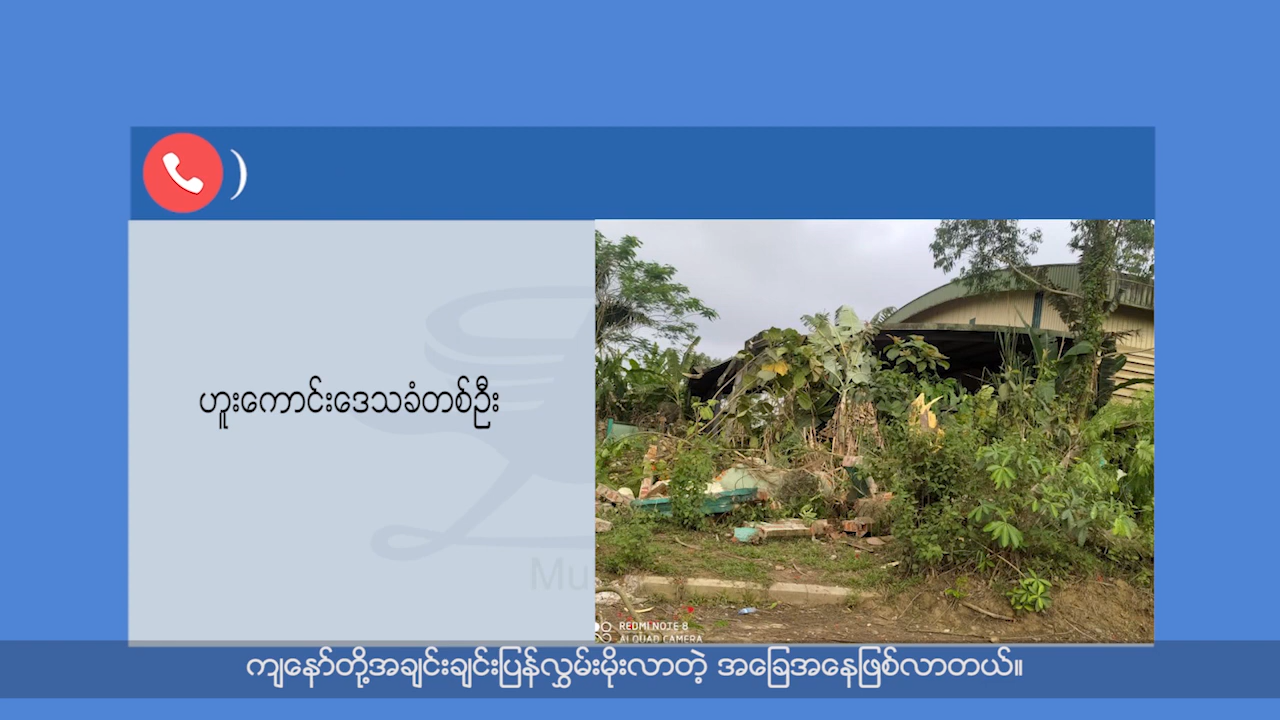 ဟူးကောင်းဒေသခံတစ်ဦး
REDMI NOTE 8
AI QUAD CAMERA
ကျနော်တို့အချင်းချင်းပြန်လွှမ်းမိုးလာတဲ့ အခြေအနေဖြစ်လာတယ်။